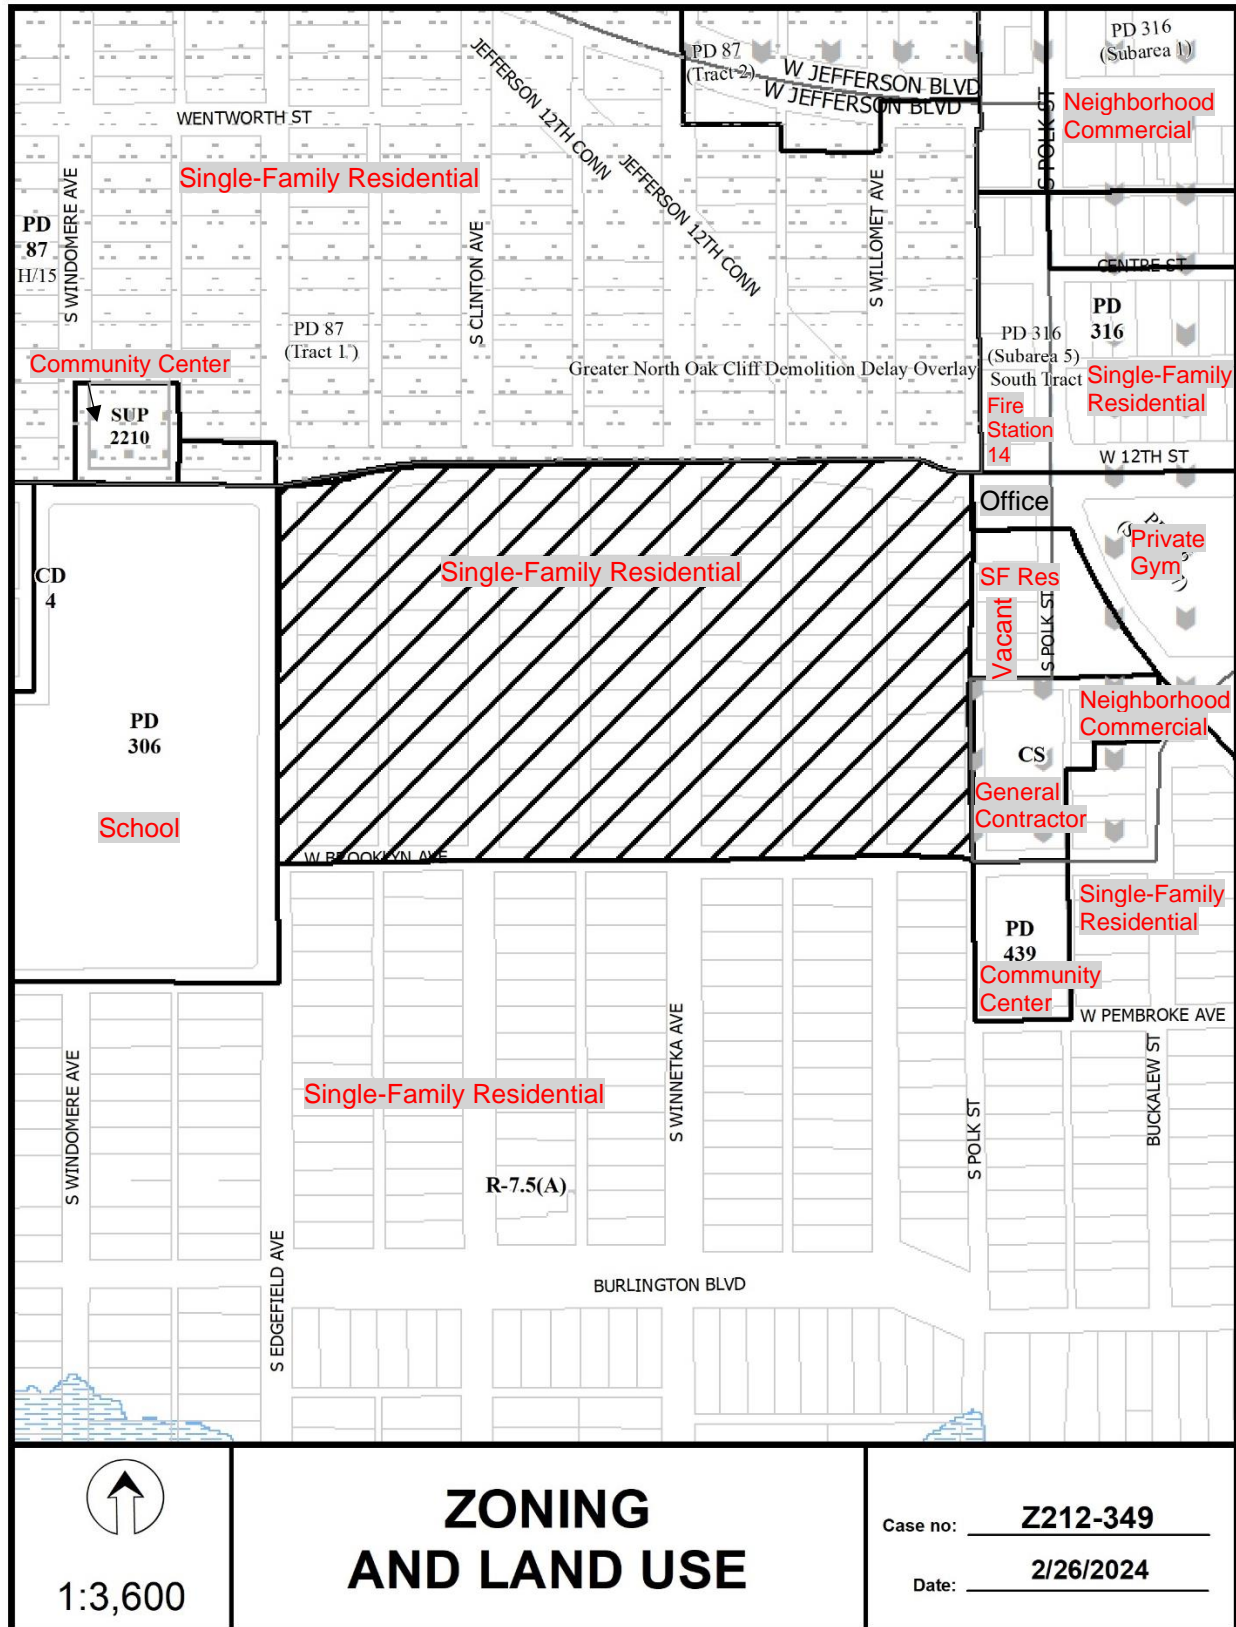 PD 316
(Subarea 1)
PD 87
(Tract 2)
W JEFFERSON BLVD
W JEFFERSON BLVD
JEFFERSON 12TH CONN
JEFFERSON 12TH CONN
WENTWORTH ST
S POLK ST
Neighborhood
Commercial
Single-Family Residential
S WINDOMERE AVE
PD
87
H/15
S CLINTON AVE
S WILLOMET AVE
CENTRE ST
PD 87
(Tract 1)
PD
316
PD 316
(Subarea 5)
South Tract
Greater North Oak Cliff Demolition Delay Overlay
Community Center
SUP
2210
Single-Family
Residential
Fire
Station
14
W 12TH ST
Office
Private
Gym
CD
4
Single-Family Residential
SF Res
Vacant
S POLK ST
PD
306
Neighborhood
Commercial
CS
General
Contractor
School
W BROOKLYN AVE
Single-Family
Residential
PD
439
Community
Center
W PEMBROKE AVE
S WINDOMERE AVE
Single-Family Residential
S WINNETKA AVE
S POLK ST
BUCKALEW ST
R-7.5(A)
S EDGEFIELD AVE
BURLINGTON BLVD
1:3,600
ZONING
AND LAND USE
Case no: Z212-349
Date: 2/26/2024